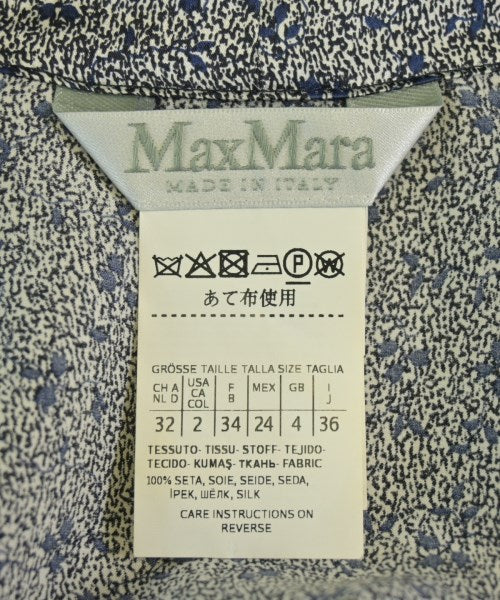 MaxMara
MADE IN ITALY
P W
あて布使用
GRÖSSE TAILLE TALLA SIZE TAGLIA
CH A NL D USA CA COL F B MEX GB I J
32 2 34 24 4 36
TESSUTO- TISSU- STOFF- TEJIDO-
TECIDO- KUMAŞ- ТКАНЬ- FABRIC
100% SETA, SOIE, SEIDE, SEDA,
İPEK, ШЁЛК, SILK
CARE INSTRUCTIONS ON
REVERSE